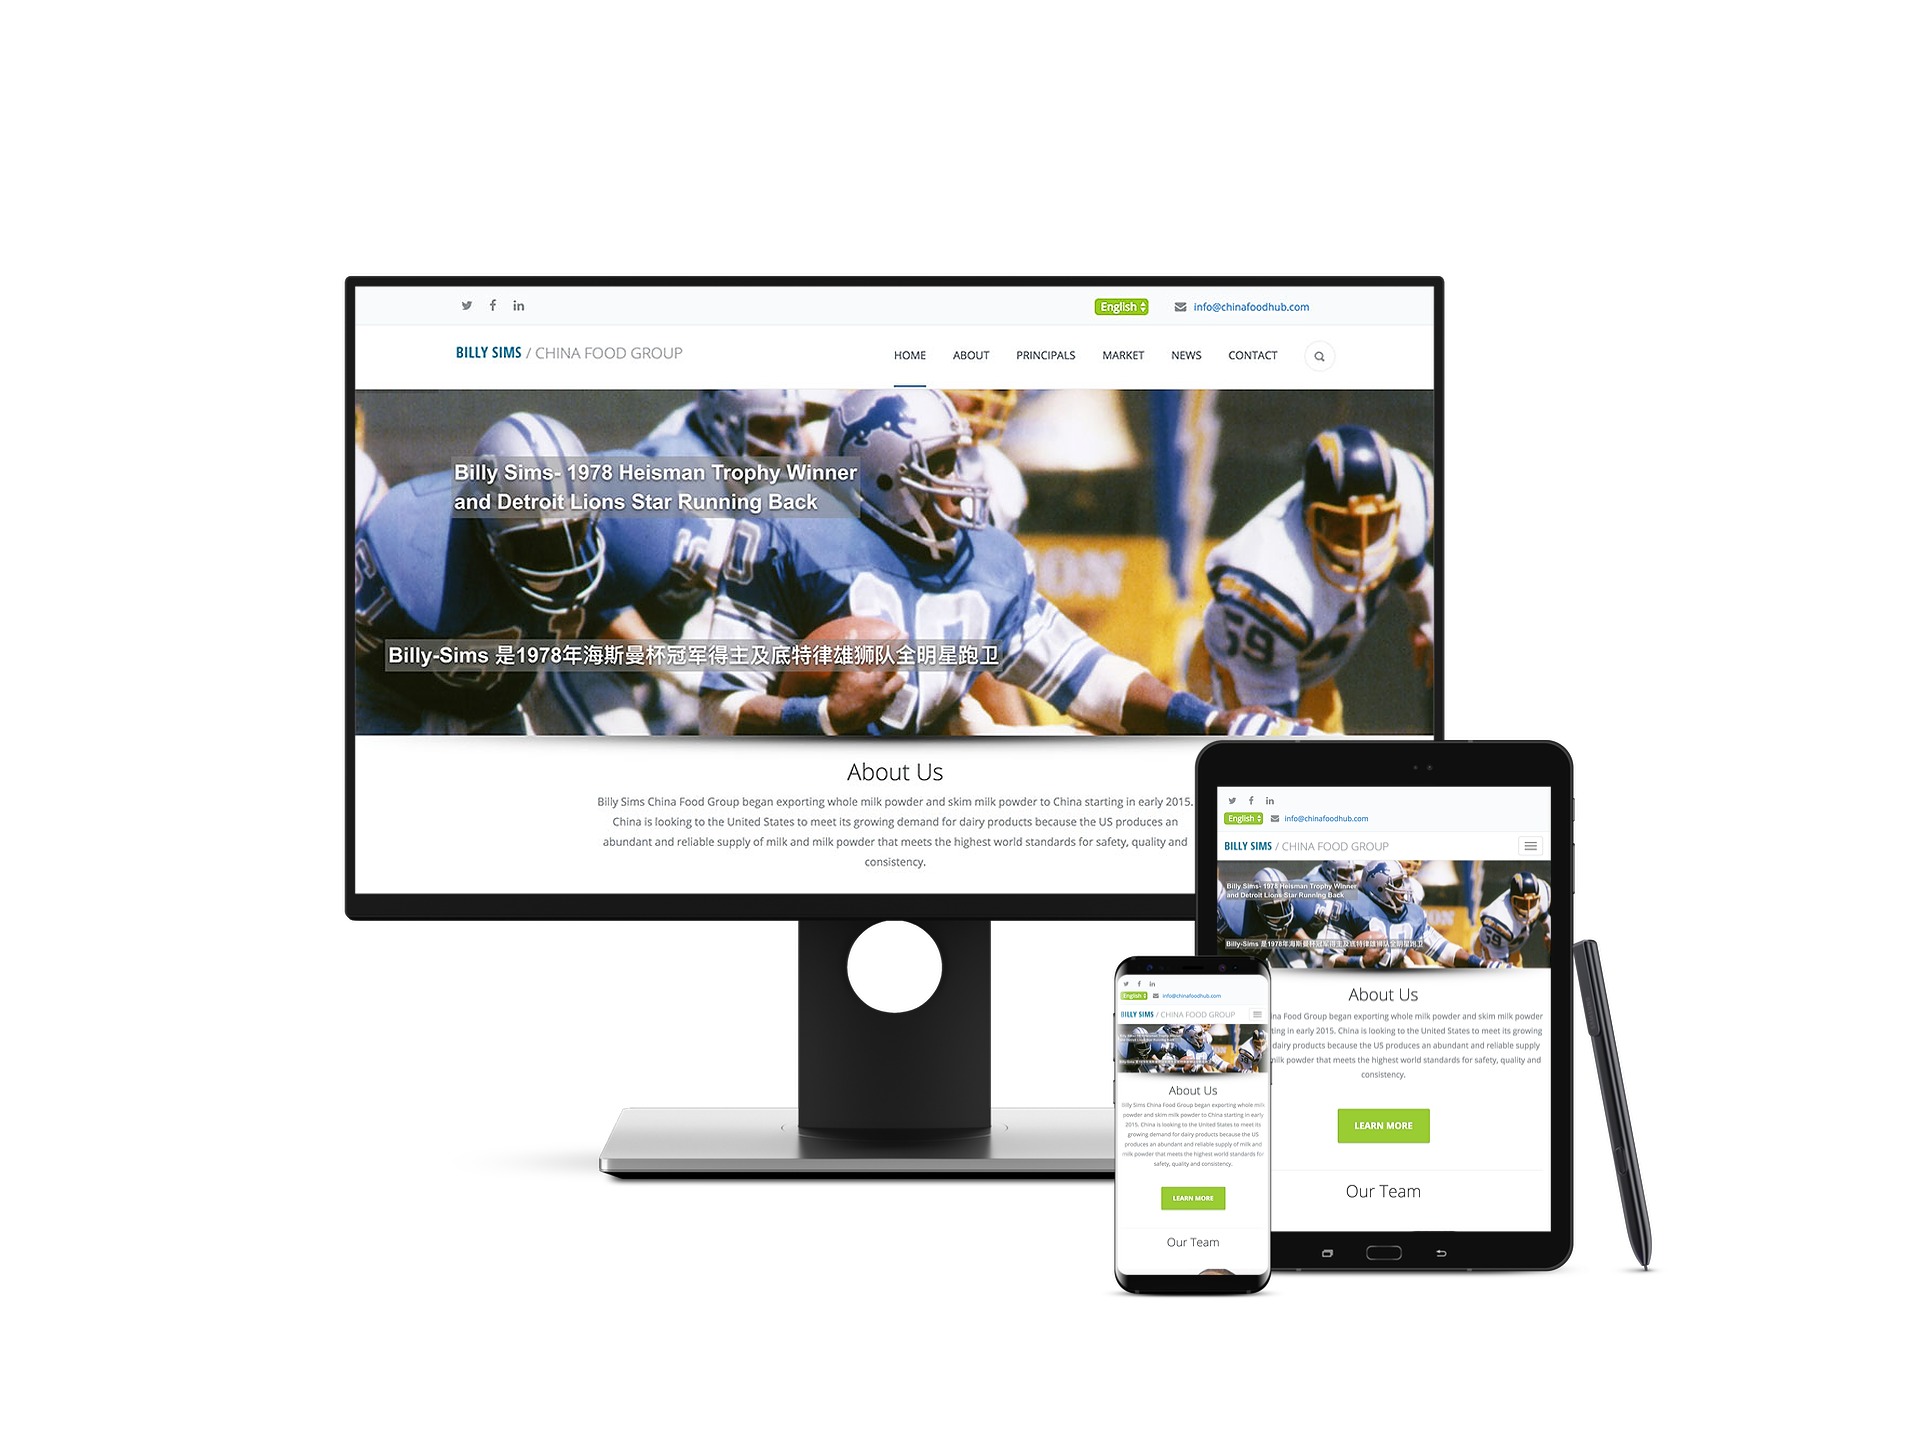 English info@chinafoodhub.com
BILLY SIMS / CHINA FOOD GROUP HOME ABOUT PRINCIPALS MARKET NEWS CONTACT
Billy Sims- 1978 Heisman Trophy Winner
and Detroit Lions Star Running Back
20
59
Billy-Sims 是1978年海斯曼杯冠军得主及底特律雄狮队全明星跑卫
About Us
Billy Sims China Food Group began exporting whole milk powder and skim milk powder to China starting in early 2015.
China is looking to the United States to meet its growing demand for dairy products because the US produces an
abundant and reliable supply of milk and milk powder that meets the highest world standards for safety, quality and
consistency.
English info@chinafoodhub.com
BILLY SIMS / CHINA FOOD GROUP
Billy Sims- 1978 Heisman Trophy Winner
and Detroit Lions Star Running Back
59
Billy-Sims 是1978年海斯曼杯冠军得主及底特律雄狮队全明星跑卫
About Us
Food Group began exporting whole milk powder and skim milk powder
in early 2015. China is looking to the United States to meet its growing
dairy products because the US produces an abundant and reliable supply
powder that meets the highest world standards for safety, quality and
consistency.
LEARN MORE
Our Team
English info@chinafoodhub.com
BILLY SIMS / CHINA FOOD GROUP
About Us
Billy Sims China Food Group began exporting whole milk
powder and skim milk powder to China starting in early
2015. China is looking to the United States to meet its
growing demand for dairy products because the US
produces an abundant and reliable supply of milk and
milk powder that meets the highest world standards for
safety, quality and consistency.
LEARN MORE
Our Team